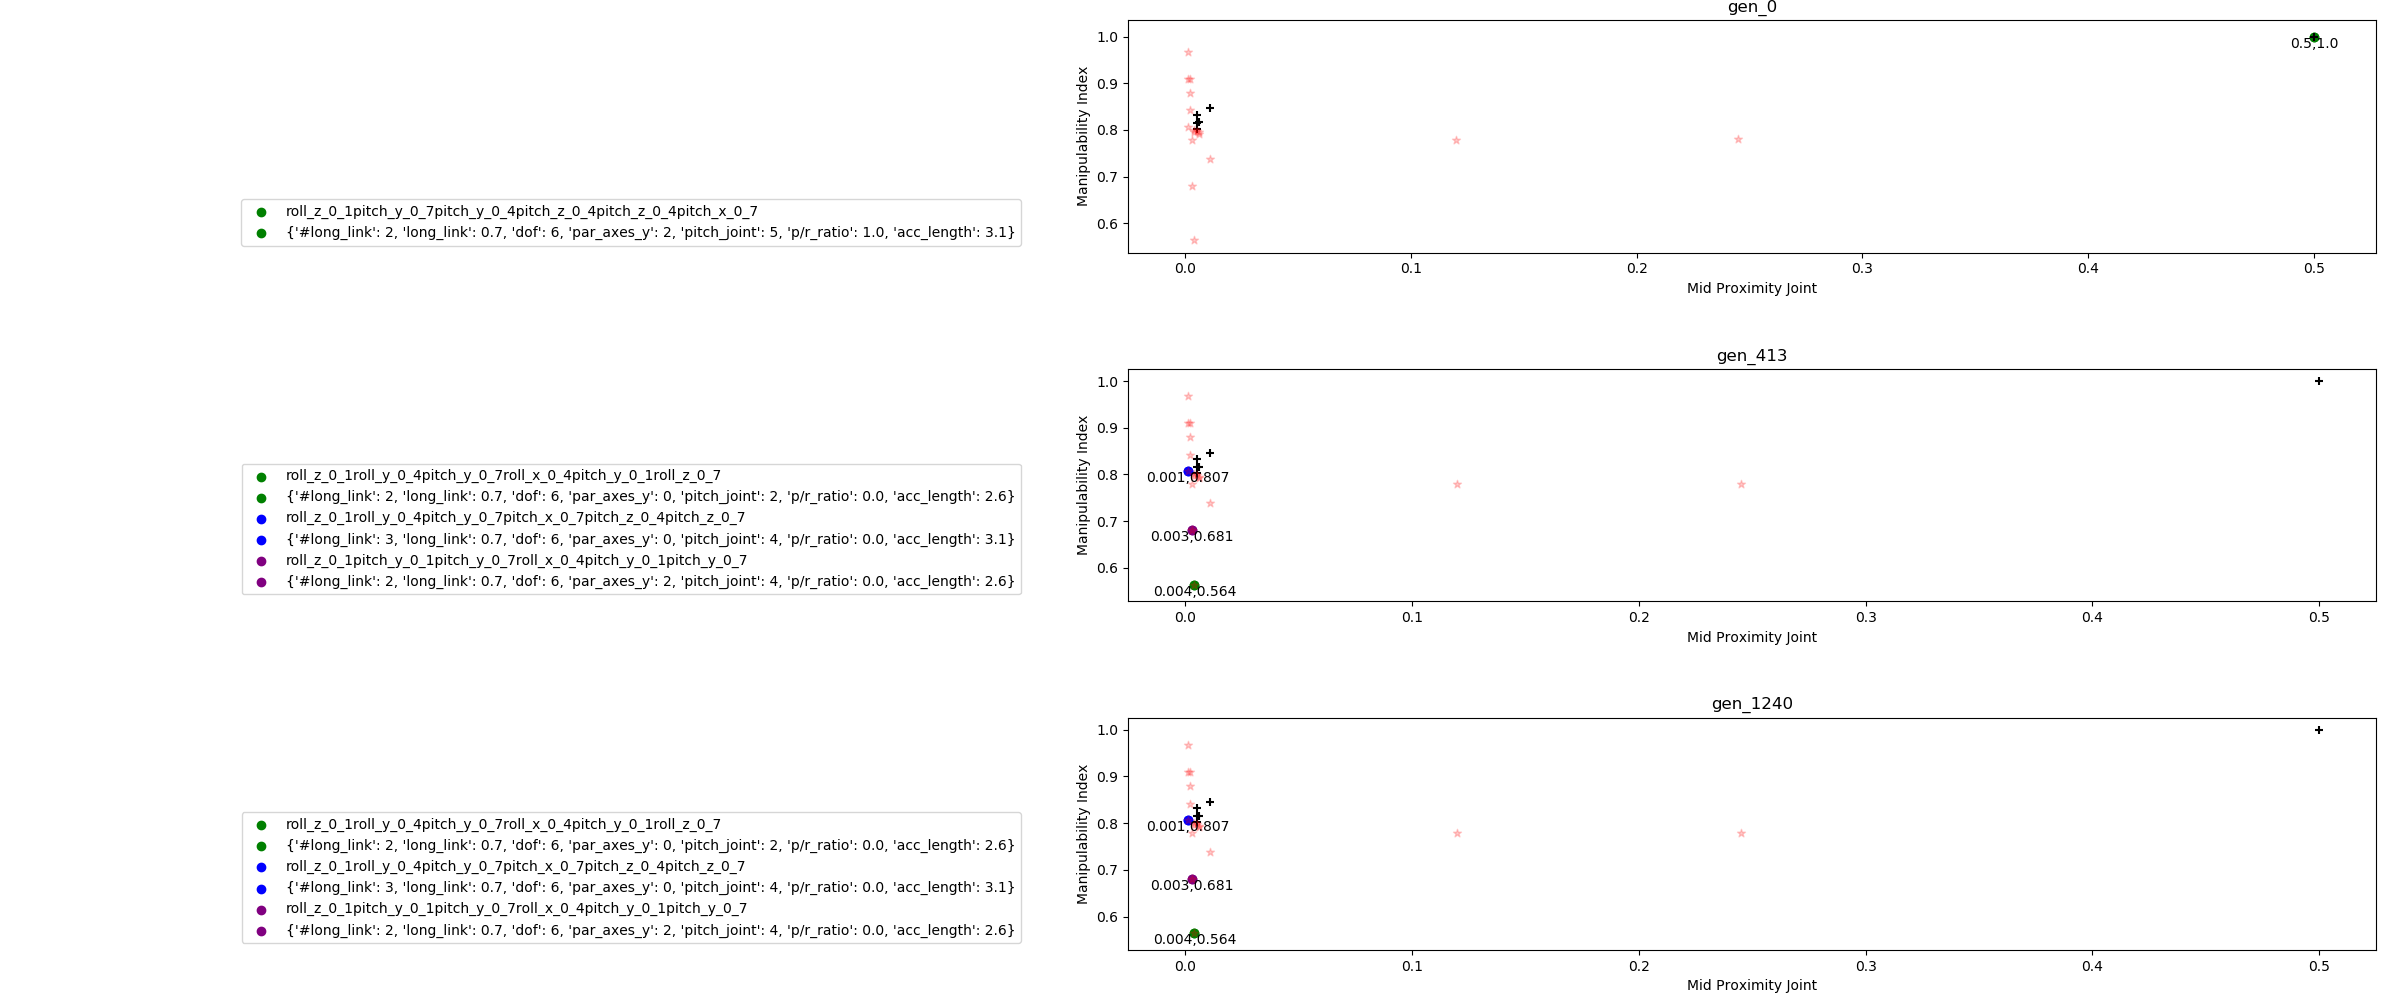 gen_0
1.0
0.9
0.8
0.7
0.6
Manipulability Index
0.5,1.0
0.0 0.1 0.2 0.3 0.4 0.5
Mid Proximity Joint
roll_z_0_1pitch_y_0_7pitch_y_0_4pitch_z_0_4pitch_z_0_4pitch_x_0_7
{'#long_link': 2, 'long_link': 0.7, 'dof': 6, 'par_axes_y': 2, 'pitch_joint': 5, 'p/r_ratio': 1.0, 'acc_length': 3.1}
gen_413
1.0
0.9
0.8
0.7
0.6
Manipulability Index
0.001,0.807
0.003,0.681
0.004,0.564
0.0 0.1 0.2 0.3 0.4 0.5
Mid Proximity Joint
roll_z_0_1roll_y_0_4pitch_y_0_7roll_x_0_4pitch_y_0_1roll_z_0_7
{'#long_link': 2, 'long_link': 0.7, 'dof': 6, 'par_axes_y': 0, 'pitch_joint': 2, 'p/r_ratio': 0.0, 'acc_length': 2.6}
roll_z_0_1roll_y_0_4pitch_y_0_7pitch_x_0_7pitch_z_0_4pitch_z_0_7
{'#long_link': 3, 'long_link': 0.7, 'dof': 6, 'par_axes_y': 0, 'pitch_joint': 4, 'p/r_ratio': 0.0, 'acc_length': 3.1}
roll_z_0_1pitch_y_0_1pitch_y_0_7roll_x_0_4pitch_y_0_1pitch_y_0_7
{'#long_link': 2, 'long_link': 0.7, 'dof': 6, 'par_axes_y': 2, 'pitch_joint': 4, 'p/r_ratio': 0.0, 'acc_length': 2.6}
gen_1240
1.0
0.9
0.8
0.7
0.6
Manipulability Index
0.001,0.807
0.003,0.681
0.004,0.564
0.0 0.1 0.2 0.3 0.4 0.5
Mid Proximity Joint
roll_z_0_1roll_y_0_4pitch_y_0_7roll_x_0_4pitch_y_0_1roll_z_0_7
{'#long_link': 2, 'long_link': 0.7, 'dof': 6, 'par_axes_y': 0, 'pitch_joint': 2, 'p/r_ratio': 0.0, 'acc_length': 2.6}
roll_z_0_1roll_y_0_4pitch_y_0_7pitch_x_0_7pitch_z_0_4pitch_z_0_7
{'#long_link': 3, 'long_link': 0.7, 'dof': 6, 'par_axes_y': 0, 'pitch_joint': 4, 'p/r_ratio': 0.0, 'acc_length': 3.1}
roll_z_0_1pitch_y_0_1pitch_y_0_7roll_x_0_4pitch_y_0_1pitch_y_0_7
{'#long_link': 2, 'long_link': 0.7, 'dof': 6, 'par_axes_y': 2, 'pitch_joint': 4, 'p/r_ratio': 0.0, 'acc_length': 2.6}